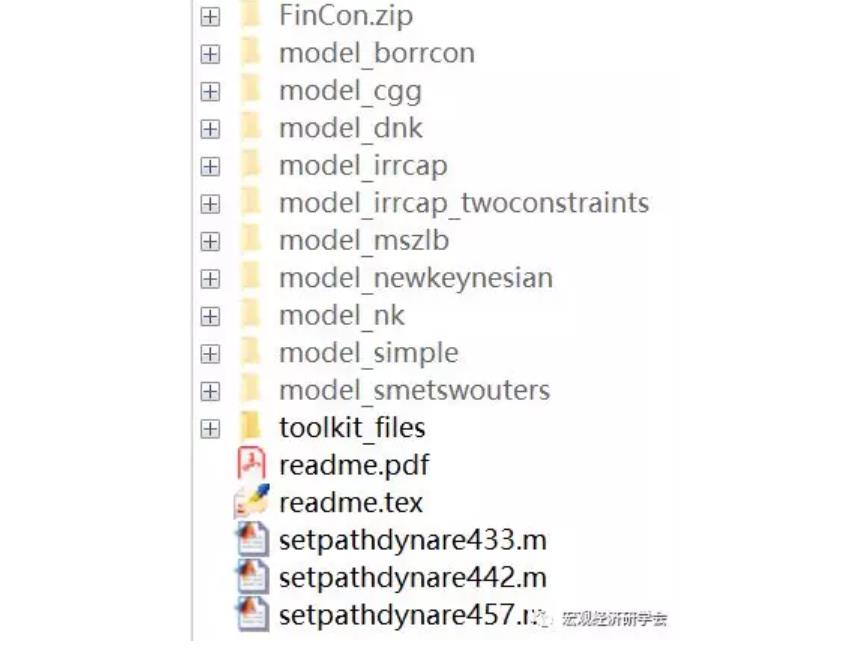 FinCon.zip
model_borrcon
model_cgg
model_dnk
model_irrcap
model_irrcap_twoconstraints
model_mszlb
model_newkeynesian
model_nk
model_simple
model_smetswouters
toolkit_files
readme.pdf
readme.tex
setpathdynare433.m
setpathdynare442.m
setpathdynare457.m 宏观经济研学会